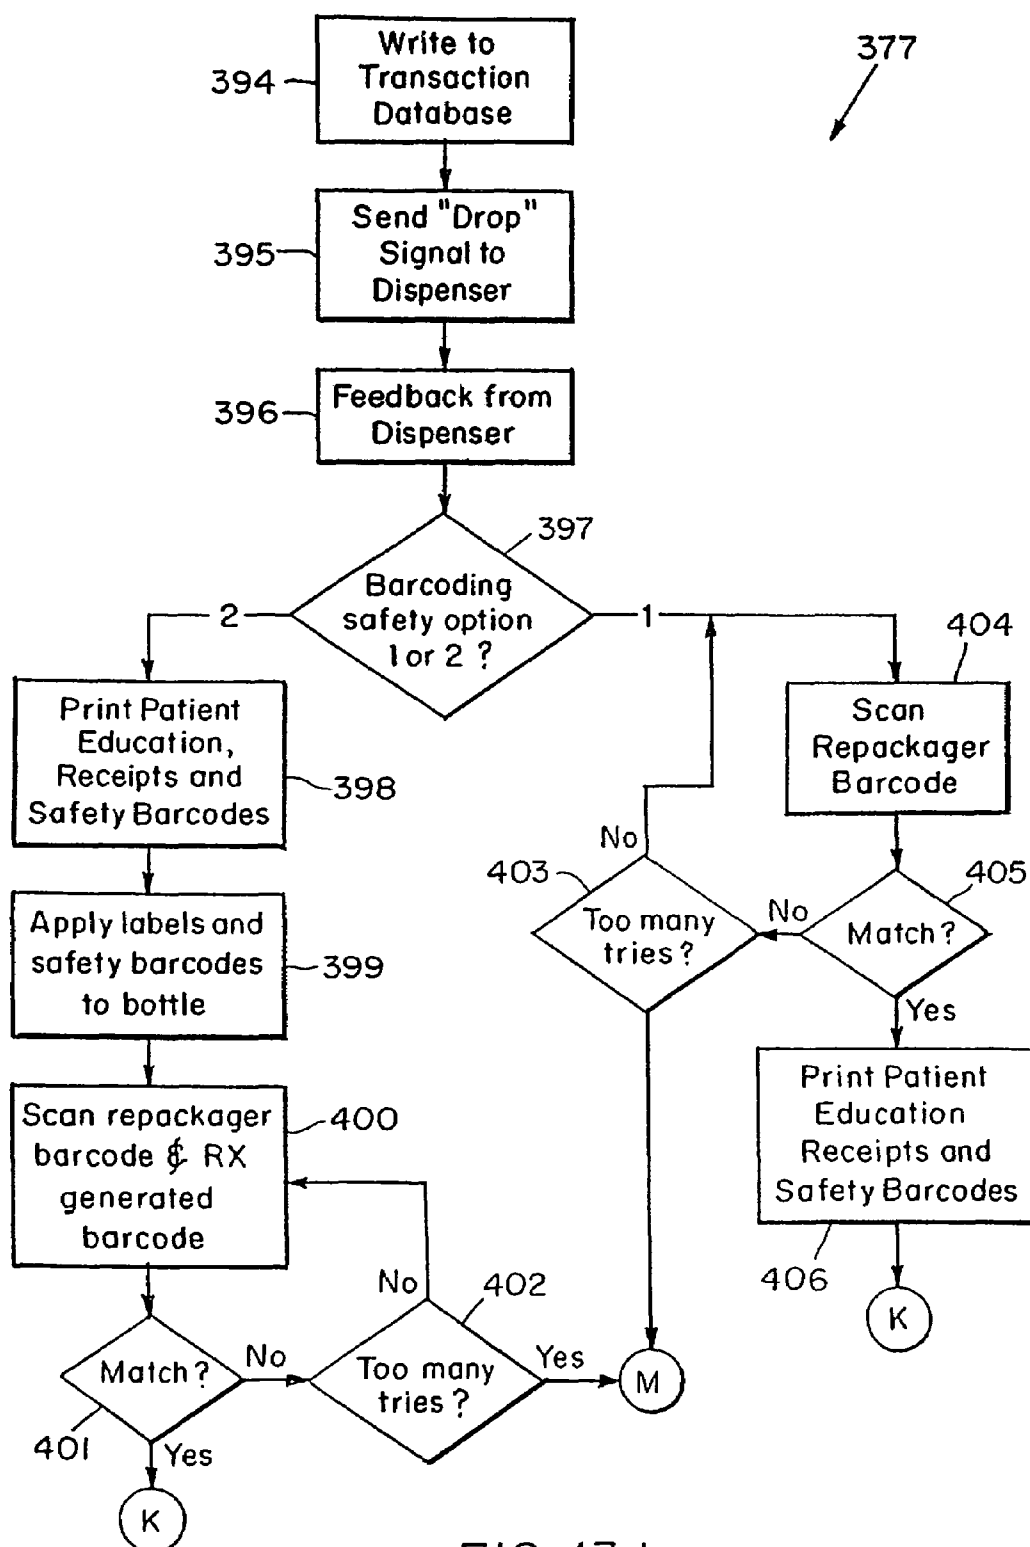 Write to
Transaction
Database
394
377
Send "Drop"
Signal to
Dispenser
395
Feedback from
Dispenser
396
397
Barcoding
safety option
1 or 2 ?
2
1
404
Print Patient
Education,
Receipts and
Safety Barcodes
398
Scan
Repackager
Barcode
No
403
Too many
tries?
No
405
Match?
Yes
Apply labels and
safety barcodes
to bottle
399
Print Patient
Education
Receipts and
Safety Barcodes
406
K
Scan repackager
barcode & RX
generated
barcode
400
No
402
Match?
No
Too many
tries?
Yes
M
401
Yes
K